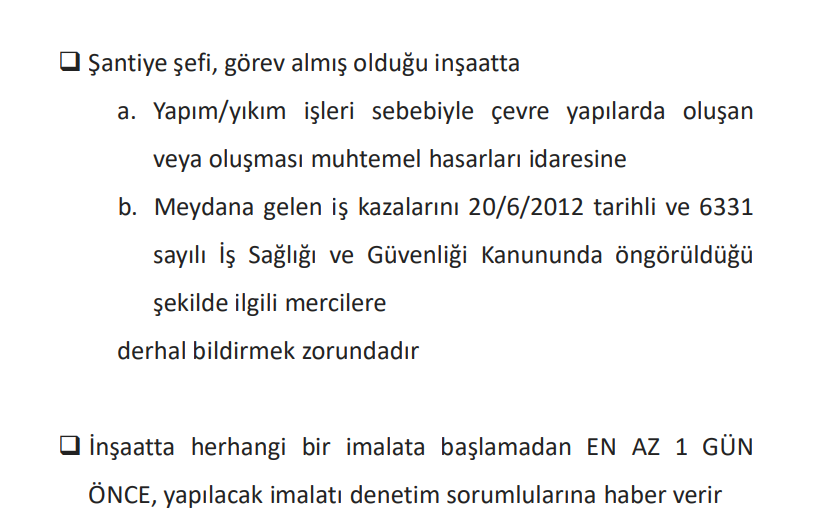 ❑ Şantiye şefi, görev almış olduğu inşaatta
a. Yapım/yıkım işleri sebebiyle çevre yapılarda oluşan
veya oluşması muhtemel hasarları idaresine
b. Meydana gelen iş kazalarını 20/6/2012 tarihli ve 6331
sayılı İş Sağlığı ve Güvenliği Kanununda öngörüldüğü
şekilde ilgili mercilere
derhal bildirmek zorundadır
❑ İnşaatta herhangi bir imalata başlamadan EN AZ 1 GÜN
ÖNCE, yapılacak imalatı denetim sorumlularına haber verir